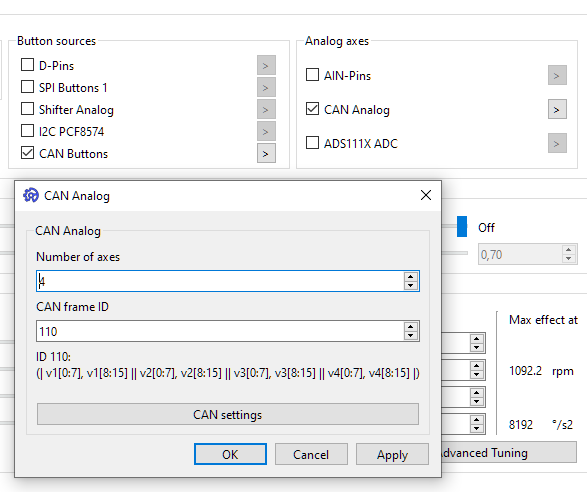 Button sources
D-Pins
>
SPI Buttons 1
>
Shifter Analog
>
I2C PCF8574
>
CAN Buttons
>
Analog axes
AIN-Pins
>
CAN Analog
>
ADS111X ADC
>
CAN Analog
CAN Analog
Number of axes
4
CAN frame ID
110
ID 110:
(| v1[0:7], v1[8:15] || v2[0:7], v2[8:15] || v3[0:7], v3[8:15] || v4[0:7], v4[8:15] |)
CAN settings
OK
Cancel
Apply
Off
0,70
Max effect at
1092.2 rpm
8192 °/s2
Advanced Tuning